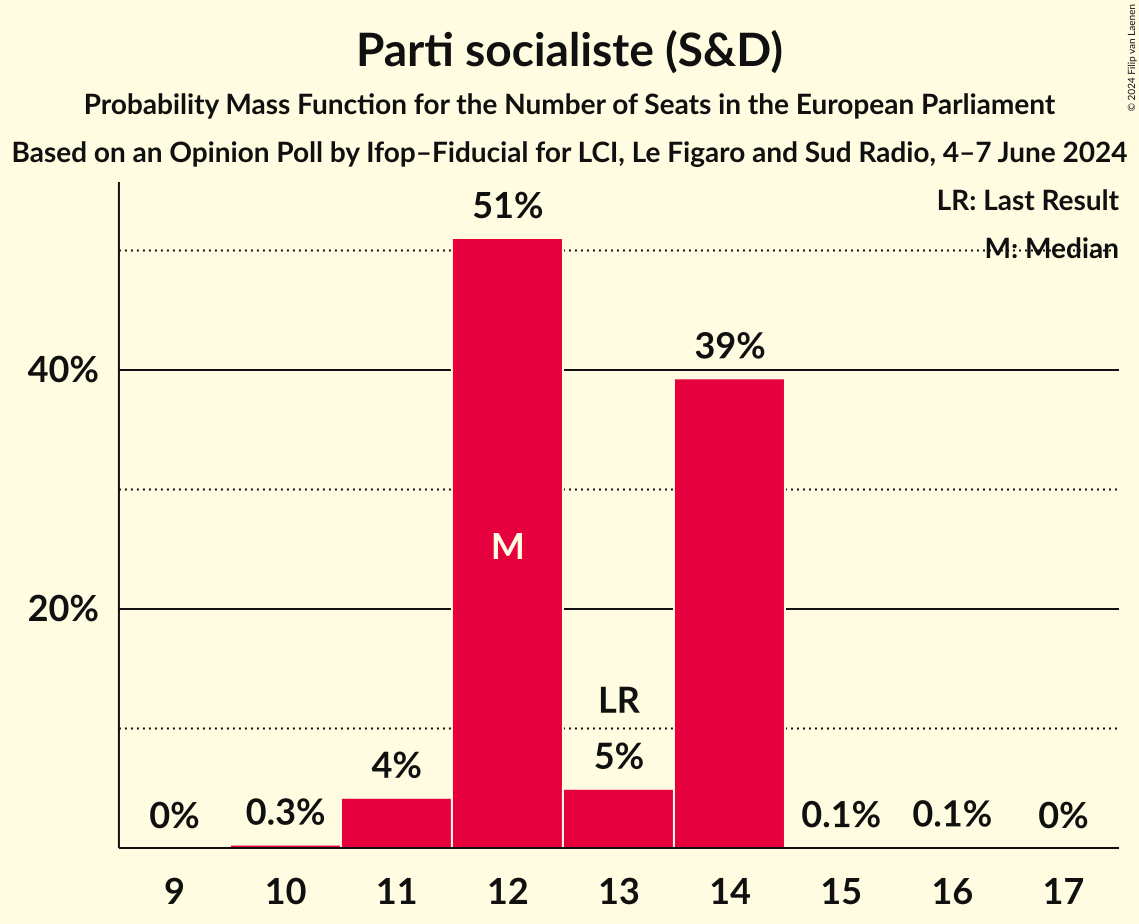 Parti socialiste (S&D)
Probability Mass Function for the Number of Seats in the European Parliament
Based on an Opinion Poll by Ifop–Fiducial for LCI, Le Figaro and Sud Radio, 4–7 June 2024
© 2024 Filip van Laenen
LR: Last Result
M: Median
51%
39%
40%
M
20%
LR
5%
4%
0%
0.3%
0.1%
0.1%
0%
9 10 11 12 13 14 15 16 17